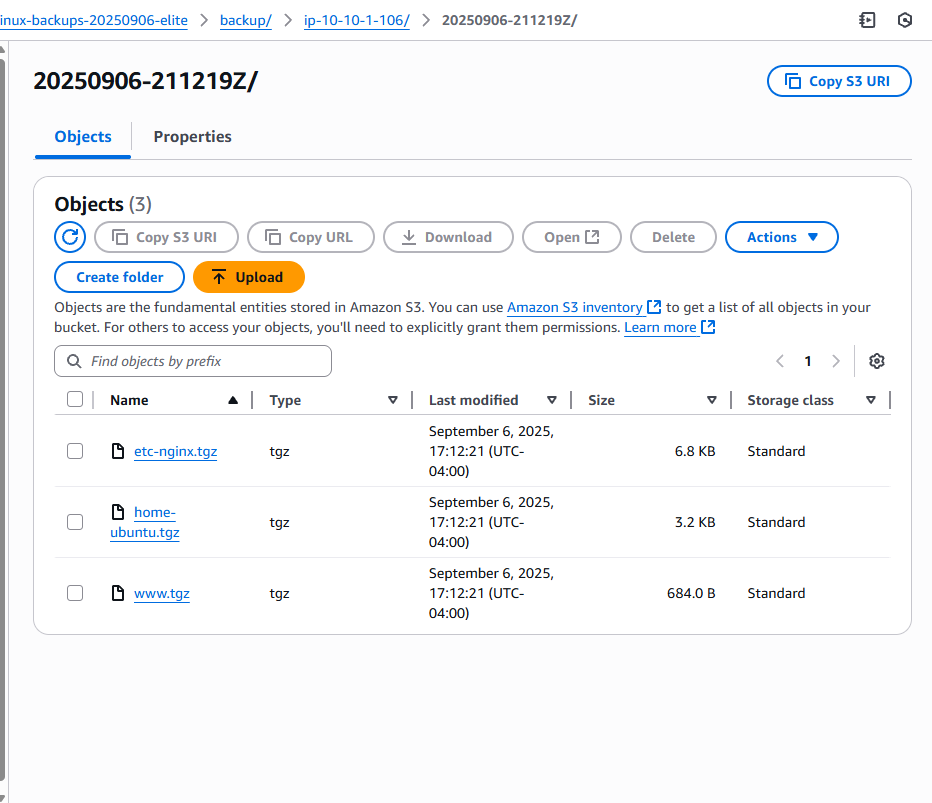 inux-backups-20250906-elite > backup/ > ip-10-10-1-106/ > 20250906-211219Z/
20250906-211219Z/
Copy S3 URI
Objects
Properties
Objects (3)
Copy S3 URI
Copy URL
Download
Open
Delete
Actions
Create folder
Upload
Objects are the fundamental entities stored in Amazon S3. You can use Amazon S3 inventory to get a list of all objects in your
bucket. For others to access your objects, you'll need to explicitly grant them permissions. Learn more
Find objects by prefix
1
Name Type Last modified Size Storage class
etc-nginx.tgz tgz September 6, 2025,
17:12:21 (UTC-
04:00) 6.8 KB Standard
home-
ubuntu.tgz tgz September 6, 2025,
17:12:21 (UTC-
04:00) 3.2 KB Standard
www.tgz tgz September 6, 2025,
17:12:21 (UTC-
04:00) 684.0 B Standard